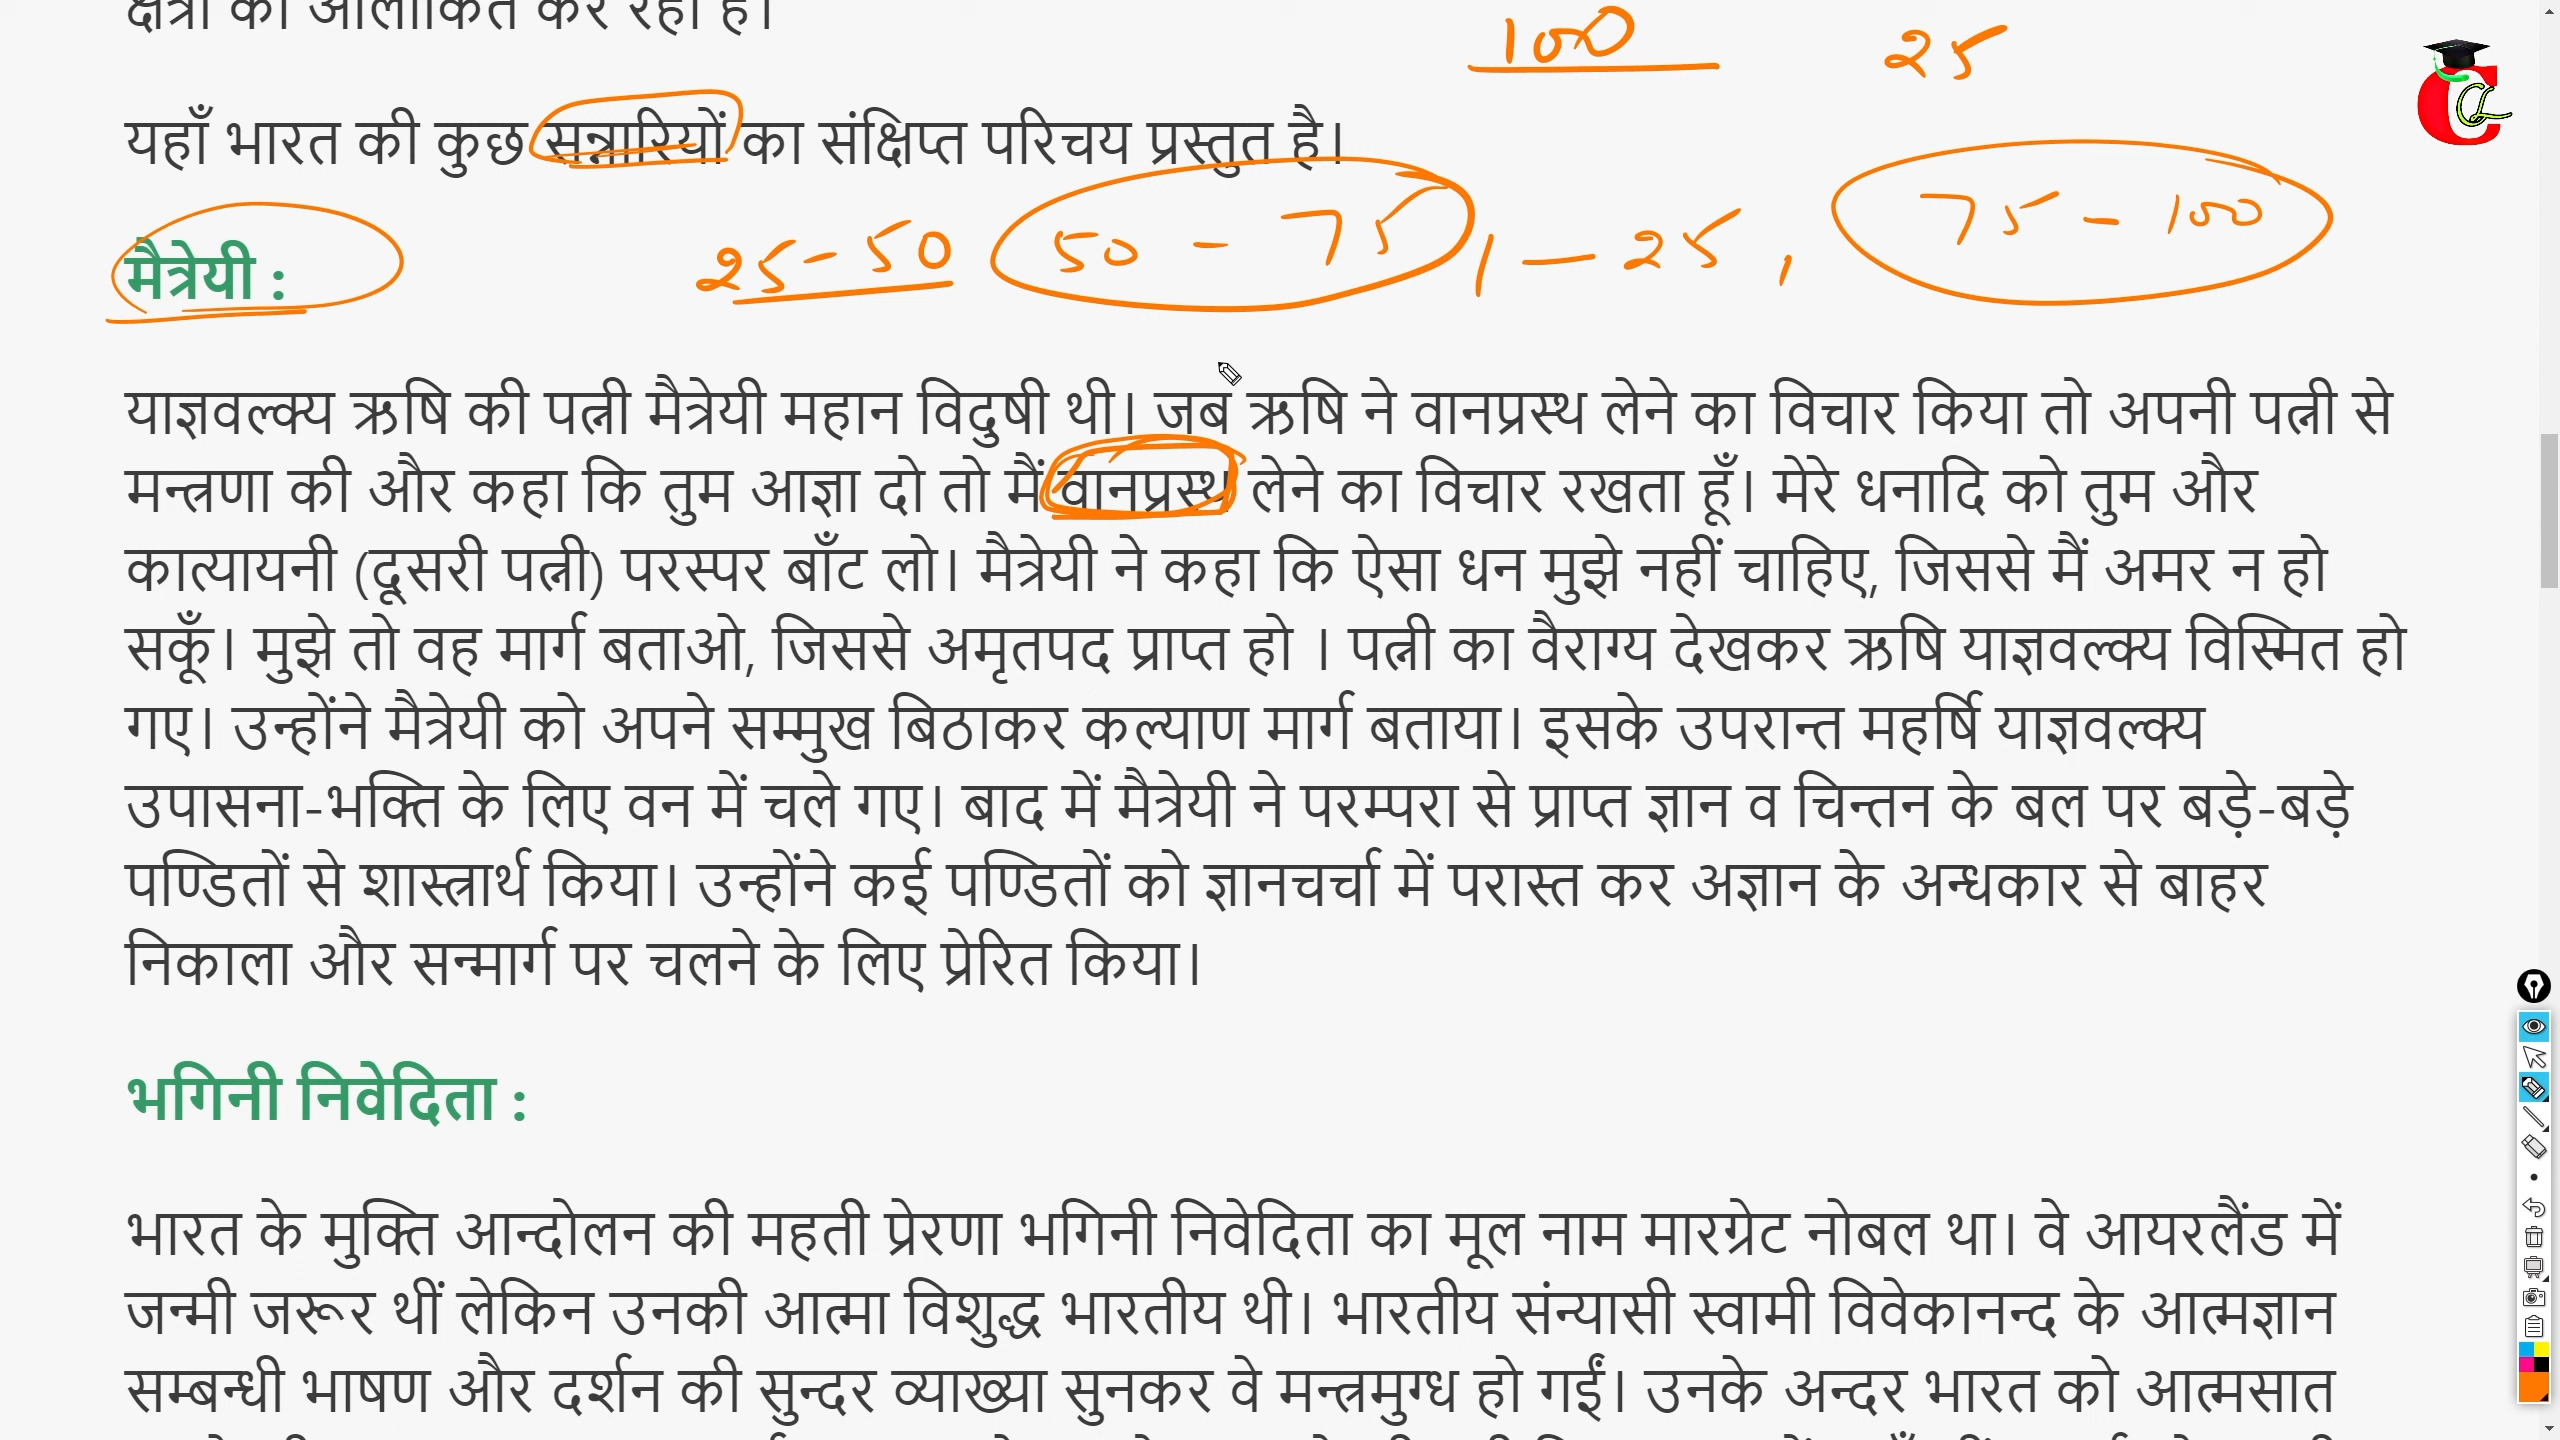 क्षेत्रों को आलोकित कर रही है।
100 25
यहाँ भारत की कुछ सन्नारियों का संक्षिप्त परिचय प्रस्तुत है।
मैत्रेयी :
25-50 50 - 75 1 - 25 , 75 - 100
याज्ञवल्क्य ऋषि की पत्नी मैत्रेयी महान विदुषी थी। जब ऋषि ने वानप्रस्थ लेने का विचार किया तो अपनी पत्नी से
मन्त्रणा की और कहा कि तुम आज्ञा दो तो मैं वानप्रस्थ लेने का विचार रखता हूँ। मेरे धनादि को तुम और
कात्यायनी (दूसरी पत्नी) परस्पर बाँट लो। मैत्रेयी ने कहा कि ऐसा धन मुझे नहीं चाहिए, जिससे मैं अमर न हो
सकूँ। मुझे तो वह मार्ग बताओ, जिससे अमृतपद प्राप्त हो । पत्नी का वैराग्य देखकर ऋषि याज्ञवल्क्य विस्मित हो
गए। उन्होंने मैत्रेयी को अपने सम्मुख बिठाकर कल्याण मार्ग बताया। इसके उपरान्त महर्षि याज्ञवल्क्य
उपासना-भक्ति के लिए वन में चले गए। बाद में मैत्रेयी ने परम्परा से प्राप्त ज्ञान व चिन्तन के बल पर बड़े-बड़े
पण्डितों से शास्त्रार्थ किया। उन्होंने कई पण्डितों को ज्ञानचर्चा में परास्त कर अज्ञान के अन्धकार से बाहर
निकाला और सन्मार्ग पर चलने के लिए प्रेरित किया।
भगिनी निवेदिता :
भारत के मुक्ति आन्दोलन की महती प्रेरणा भगिनी निवेदिता का मूल नाम मारग्रेट नोबल था। वे आयरलैंड में
जन्मी जरूर थीं लेकिन उनकी आत्मा विशुद्ध भारतीय थी। भारतीय संन्यासी स्वामी विवेकानन्द के आत्मज्ञान
सम्बन्धी भाषण और दर्शन की सुन्दर व्याख्या सुनकर वे मन्त्रमुग्ध हो गईं। उनके अन्दर भारत को आत्मसात